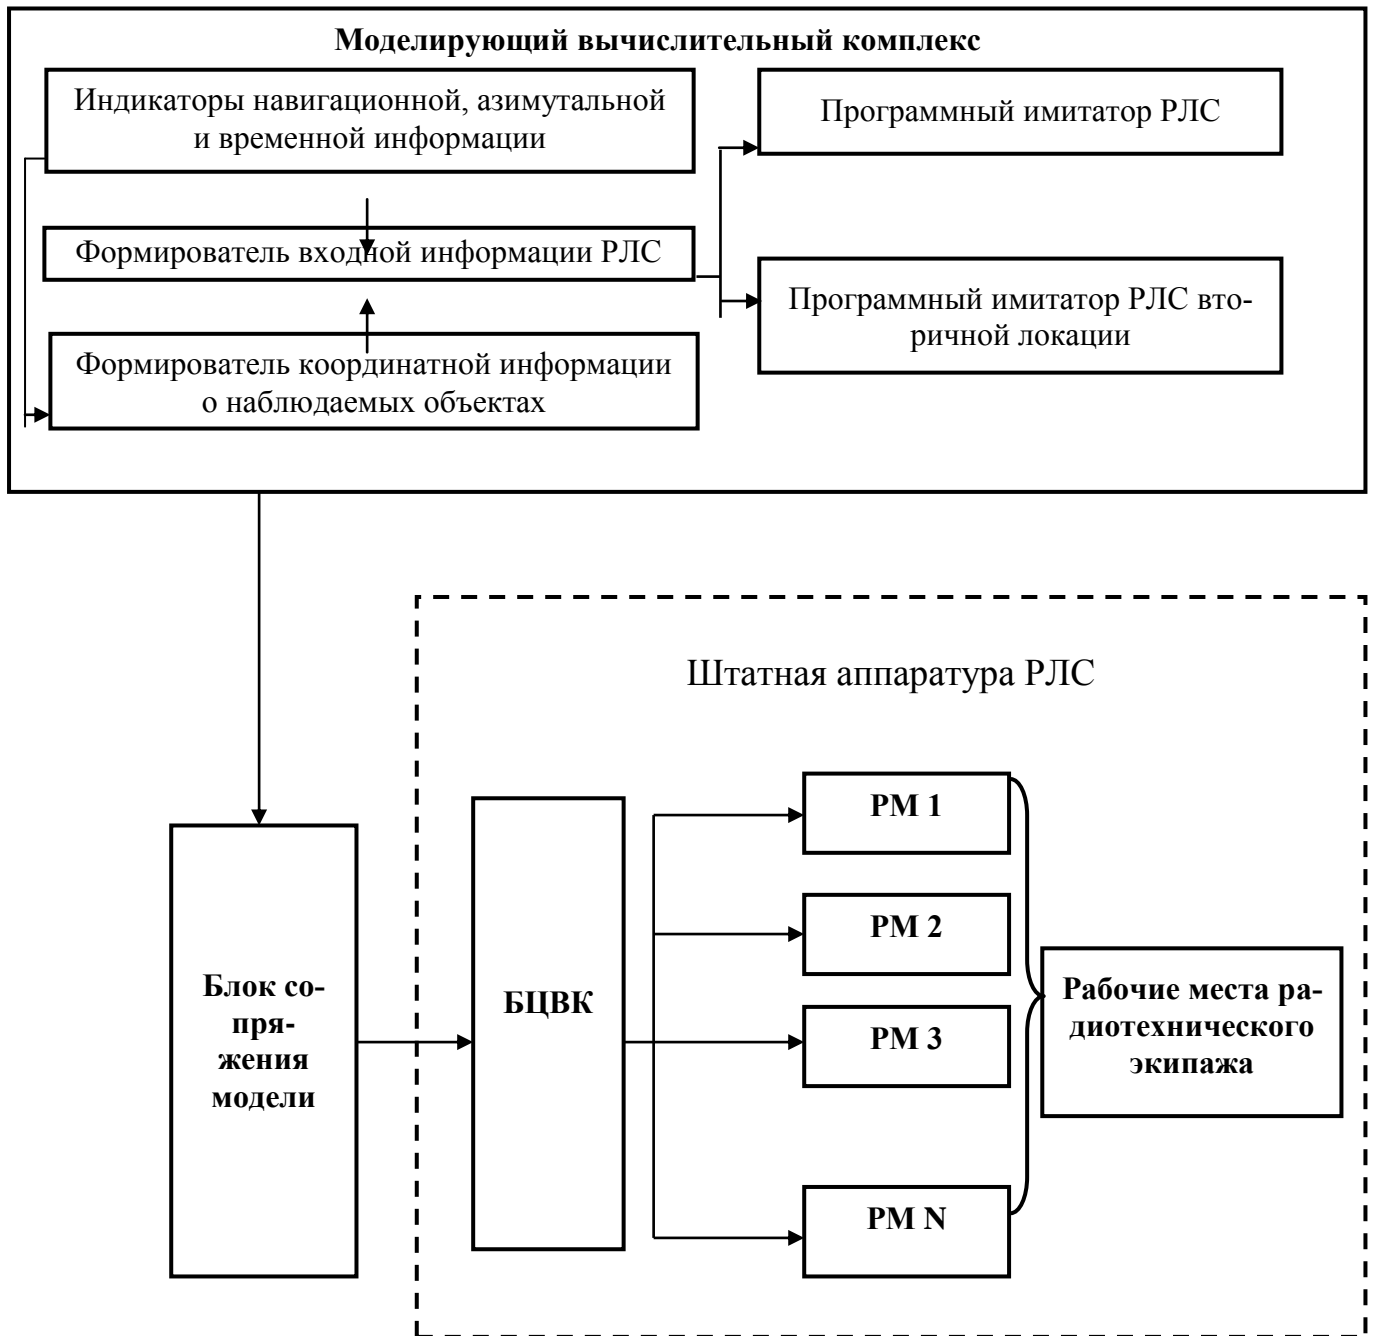 Моделирующий вычислительный комплекс
Индикаторы навигационной, азимутальной
и временной информации
Программный имитатор РЛС
Формирователь входной информации РЛС
Программный имитатор РЛС вто-
ричной локации
Формирователь координатной информации
о наблюдаемых объектах
Штатная аппаратура РЛС
Блок со-
пря-
жения
модели
БЦВК
РМ 1
РМ 2
РМ 3
РМ N
Рабочие места ра-
диотехнического
экипажа